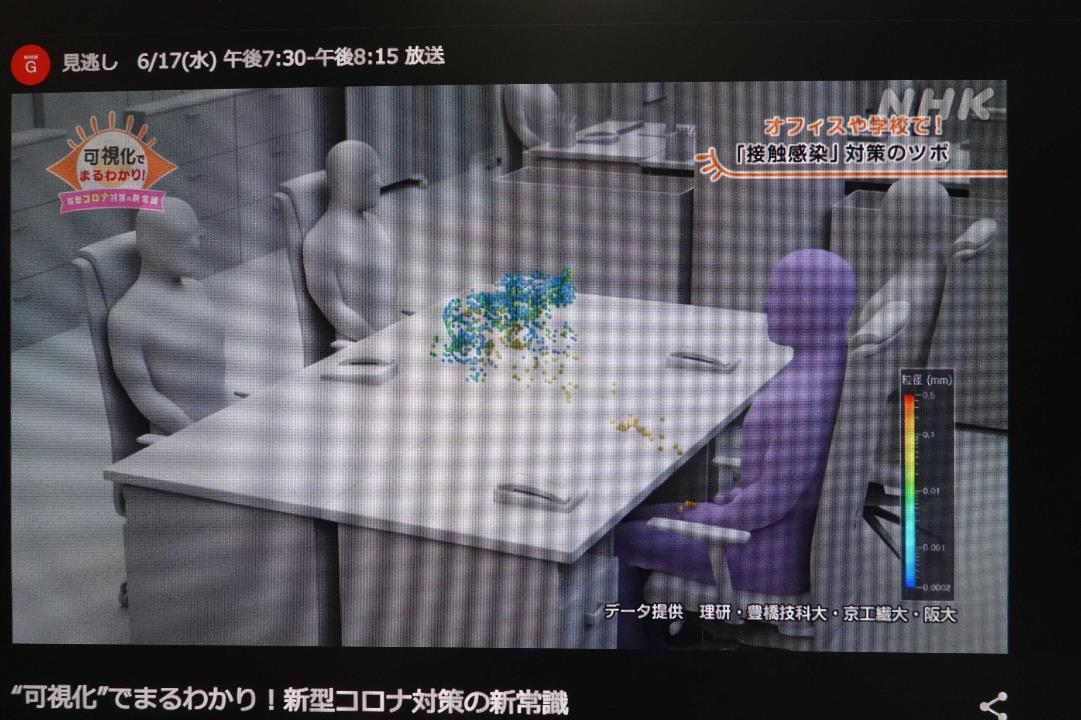 NHK
G
見逃し 6/17(水) 午後7:30-午後8:15 放送
NHK
可視化で
まるわかり!
新型コロナ対策の新常識
オフィスや学校で!
「接触感染」対策のツボ
粒径 (mm)
0.5
0.1
0.01
0.001
0.0002
データ提供 理研・豊橋技科大・京工繊大・阪大
“可視化”でまるわかり!新型コロナ対策の新常識